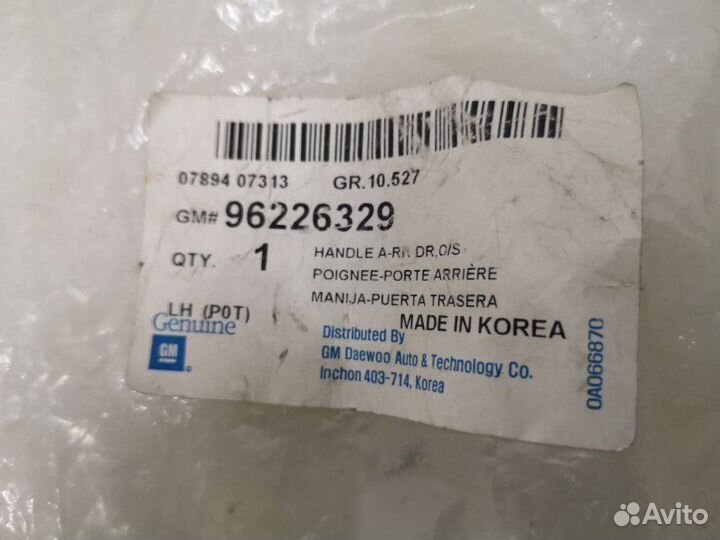 07894 07313 GR.10.527
GM# 96226329
QTY. 1 HANDLE A-RR DR,O/S
POIGNEE-PORTE ARRIÈRE
MANIJA-PUERTA TRASERA
LH (P0T) MADE IN KOREA
Genuine
GM
Distributed By
GM Daewoo Auto & Technology Co.
Inchon 403-714, Korea
0A066870
Avito